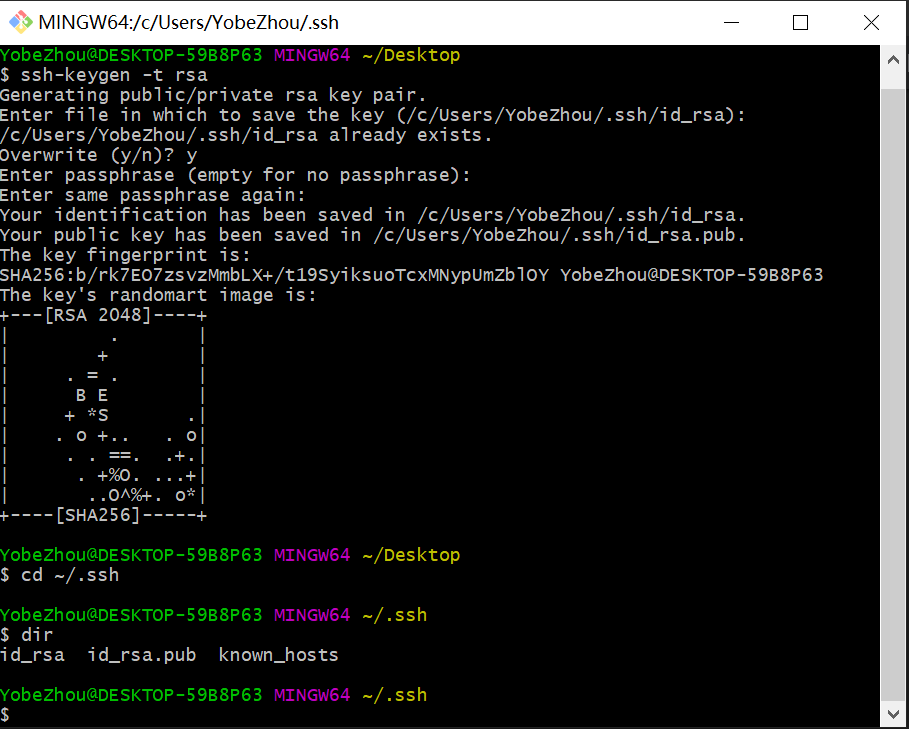 MINGW64:/c/Users/YobeZhou/.ssh
YobeZhou@DESKTOP-59B8P63 MINGW64 ~/Desktop
$ ssh-keygen -t rsa
Generating public/private rsa key pair.
Enter file in which to save the key (/c/Users/YobeZhou/.ssh/id_rsa):
/c/Users/YobeZhou/.ssh/id_rsa already exists.
Overwrite (y/n)? y
Enter passphrase (empty for no passphrase):
Enter same passphrase again:
Your identification has been saved in /c/Users/YobeZhou/.ssh/id_rsa.
Your public key has been saved in /c/Users/YobeZhou/.ssh/id_rsa.pub.
The key fingerprint is:
SHA256:b/rk7EO7zsvzMmbLX+/t19SyiksuoTcxMNypUmZblOY YobeZhou@DESKTOP-59B8P63
The key's randomart image is:
+---[RSA 2048]----+
|         .       |
|        +        |
|     . = .       |
|      B E        |
|     + *S       .|
|    . o +..   . o|
|     . . ==.  .+.|
|      . +%O. ...+|
|       ..O^%+. o*|
+----[SHA256]-----+
YobeZhou@DESKTOP-59B8P63 MINGW64 ~/Desktop
$ cd ~/.ssh
YobeZhou@DESKTOP-59B8P63 MINGW64 ~/.ssh
$ dir
id_rsa  id_rsa.pub  known_hosts
YobeZhou@DESKTOP-59B8P63 MINGW64 ~/.ssh
$